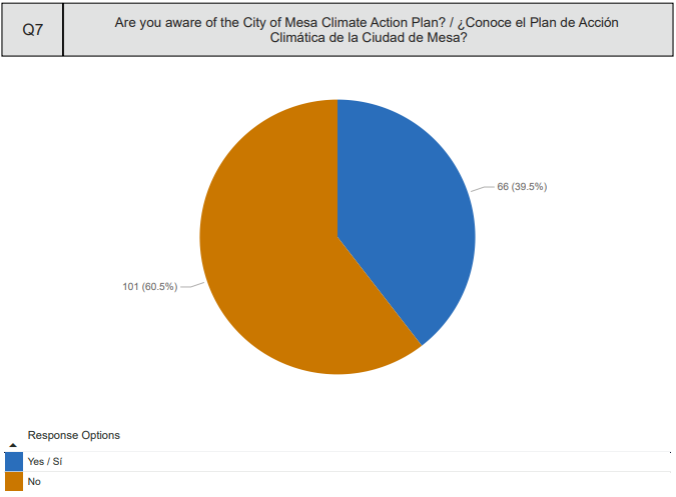 Q7
Are you aware of the City of Mesa Climate Action Plan? / ¿Conoce el Plan de Acción
Climática de la Ciudad de Mesa?
66 (39.5%)
101 (60.5%)
Response Options
Yes / Sí
No